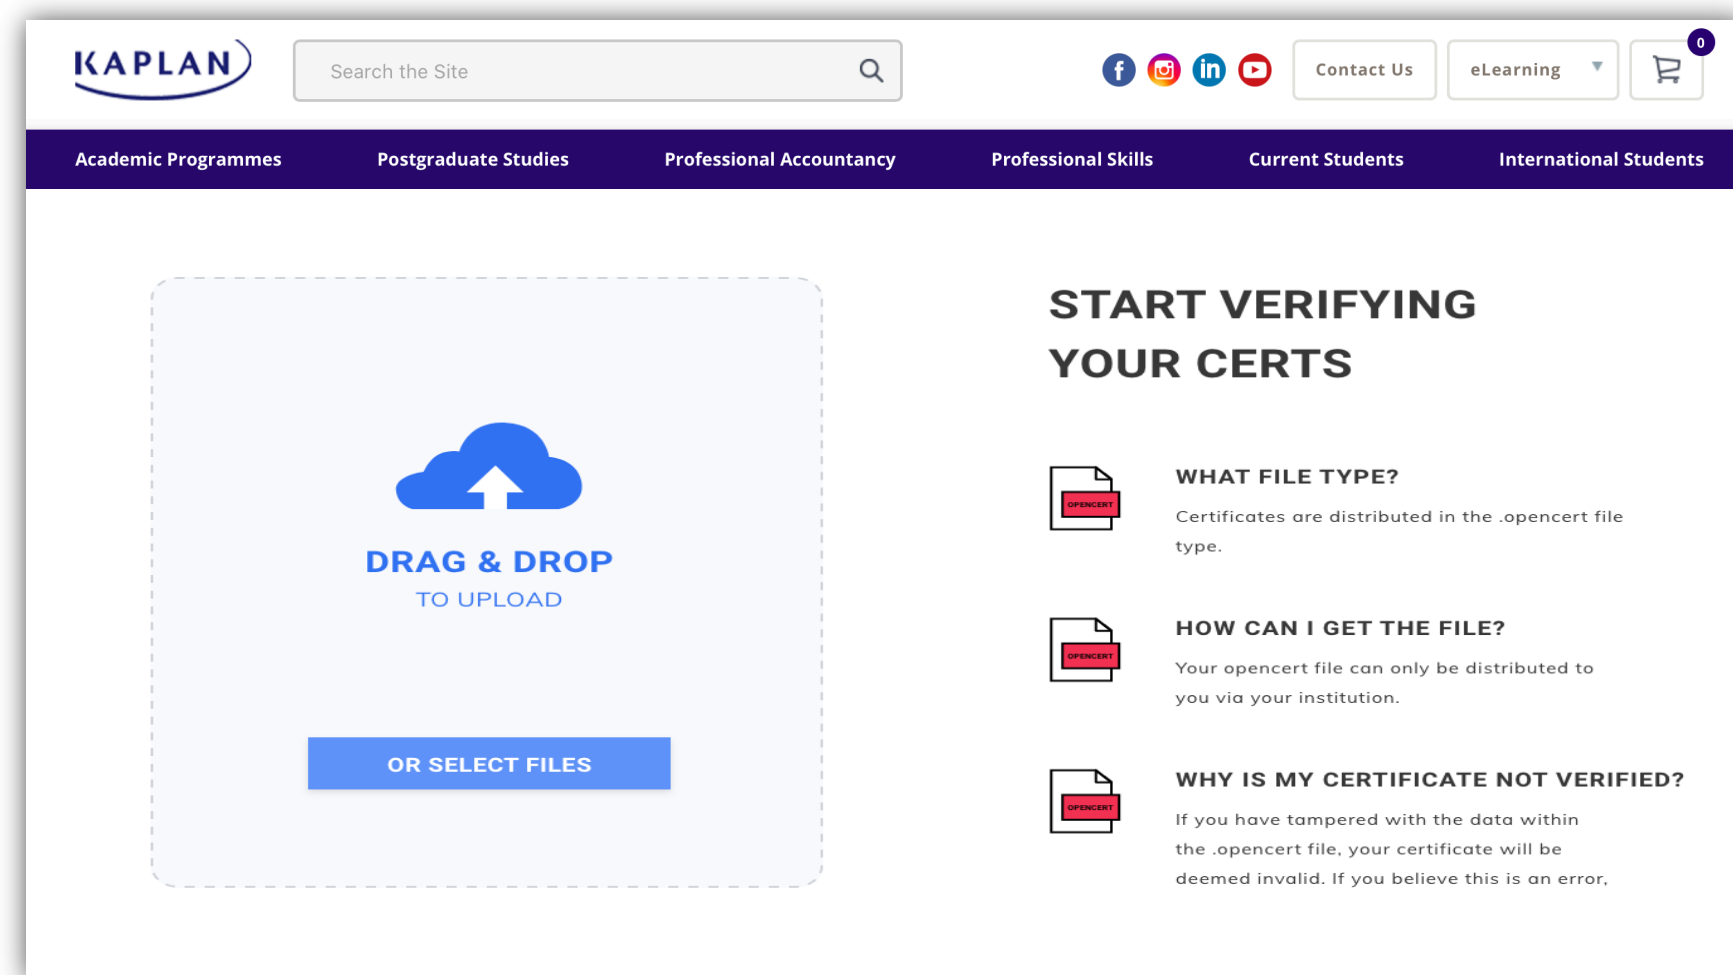 KAPLAN
Search the Site
Contact Us
eLearning
0
Academic Programmes
Postgraduate Studies
Professional Accountancy
Professional Skills
Current Students
International Students
DRAG & DROP
TO UPLOAD
OR SELECT FILES
START VERIFYING
YOUR CERTS
OPENCERT
WHAT FILE TYPE?
Certificates are distributed in the .opencert file
type.
OPENCERT
HOW CAN I GET THE FILE?
Your opencert file can only be distributed to
you via your institution.
OPENCERT
WHY IS MY CERTIFICATE NOT VERIFIED?
If you have tampered with the data within
the .opencert file, your certificate will be
deemed invalid. If you believe this is an error,